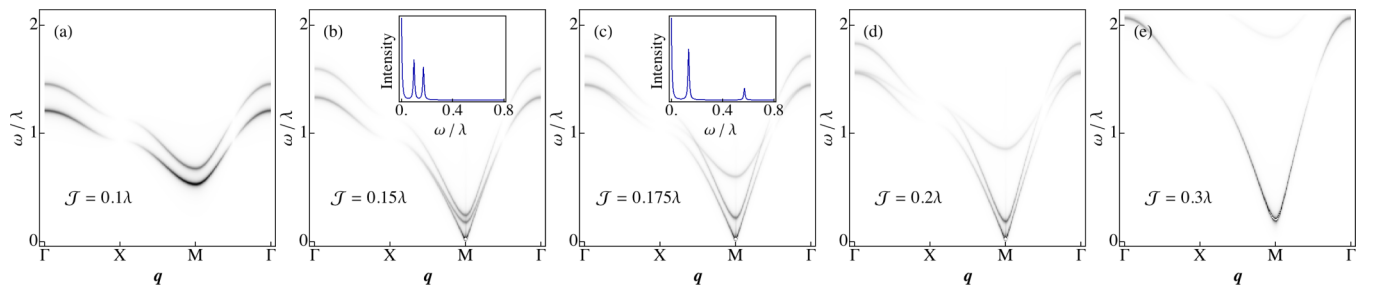 (a)
2
1
0
ω / λ
𝒥 = 0.1λ
Γ X M Γ
q
(b)
2
1
0
ω / λ
Intensity
0. 0.4 0.8
ω / λ
𝒥 = 0.15λ
Γ X M Γ
q
(c)
2
1
0
ω / λ
Intensity
0. 0.4 0.8
ω / λ
𝒥 = 0.175λ
Γ X M Γ
q
(d)
2
1
0
ω / λ
𝒥 = 0.2λ
Γ X M Γ
q
(e)
2
1
0
ω / λ
𝒥 = 0.3λ
Γ X M Γ
q